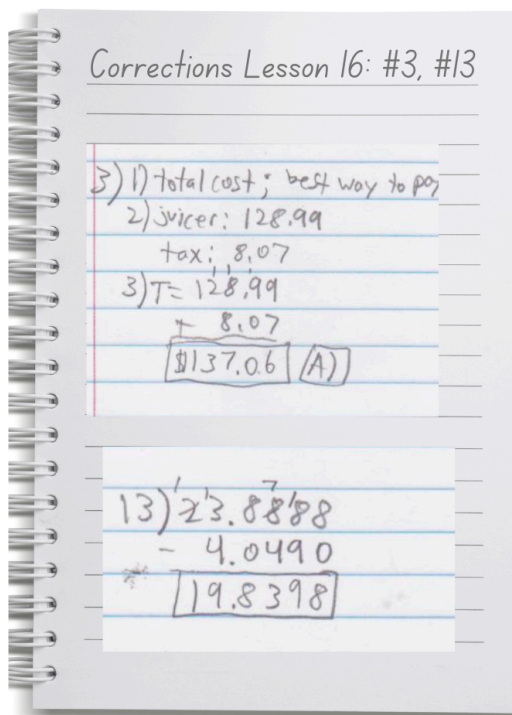 Corrections Lesson 16: #3, #13
3) 1) total cost; best way to pay
2) juicer: 128.99
tax: 8.07
3) T= 128.99
+ 8.07
$137.06 A)
13) 23.8888
- 4.0490
19.8398